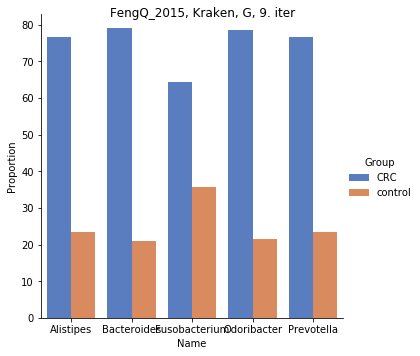 FengQ_2015, Kraken, G, 9. iter
80
70
60
50
40
30
20
10
0
Proportion
Alistipes Bacteroides Fusobacterium Odoribacter Prevotella
Name
Group
CRC
control